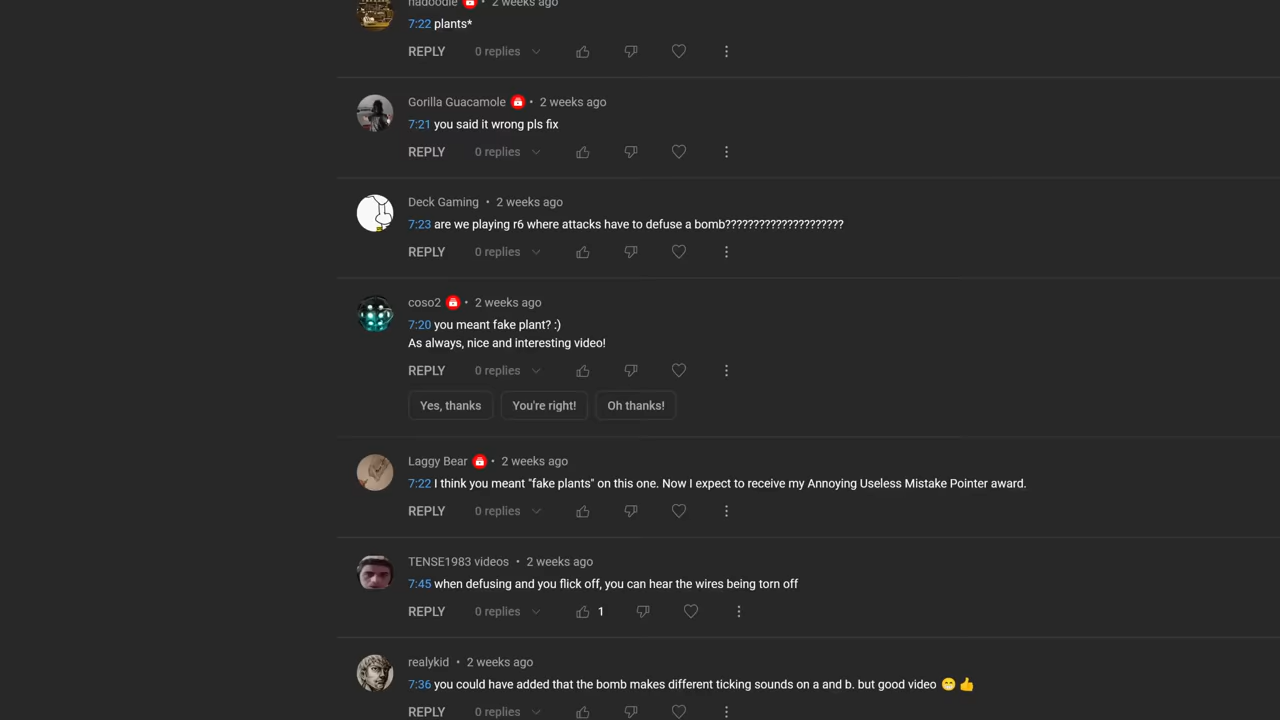 nadoodle • 2 weeks ago
7:22 plants*
REPLY 0 replies
Gorilla Guacamole • 2 weeks ago
7:21 you said it wrong pls fix
REPLY 0 replies
Deck Gaming • 2 weeks ago
7:23 are we playing r6 where attacks have to defuse a bomb?????????????????????
REPLY 0 replies
coso2 • 2 weeks ago
7:20 you meant fake plant? :)
As always, nice and interesting video!
REPLY 0 replies
Yes, thanks You're right! Oh thanks!
Laggy Bear • 2 weeks ago
7:22 I think you meant "fake plants" on this one. Now I expect to receive my Annoying Useless Mistake Pointer award.
REPLY 0 replies
TENSE1983 videos • 2 weeks ago
7:45 when defusing and you flick off, you can hear the wires being torn off
REPLY 0 replies 1
realykid • 2 weeks ago
7:36 you could have added that the bomb makes different ticking sounds on a and b. but good video 😁👍
REPLY 0 replies